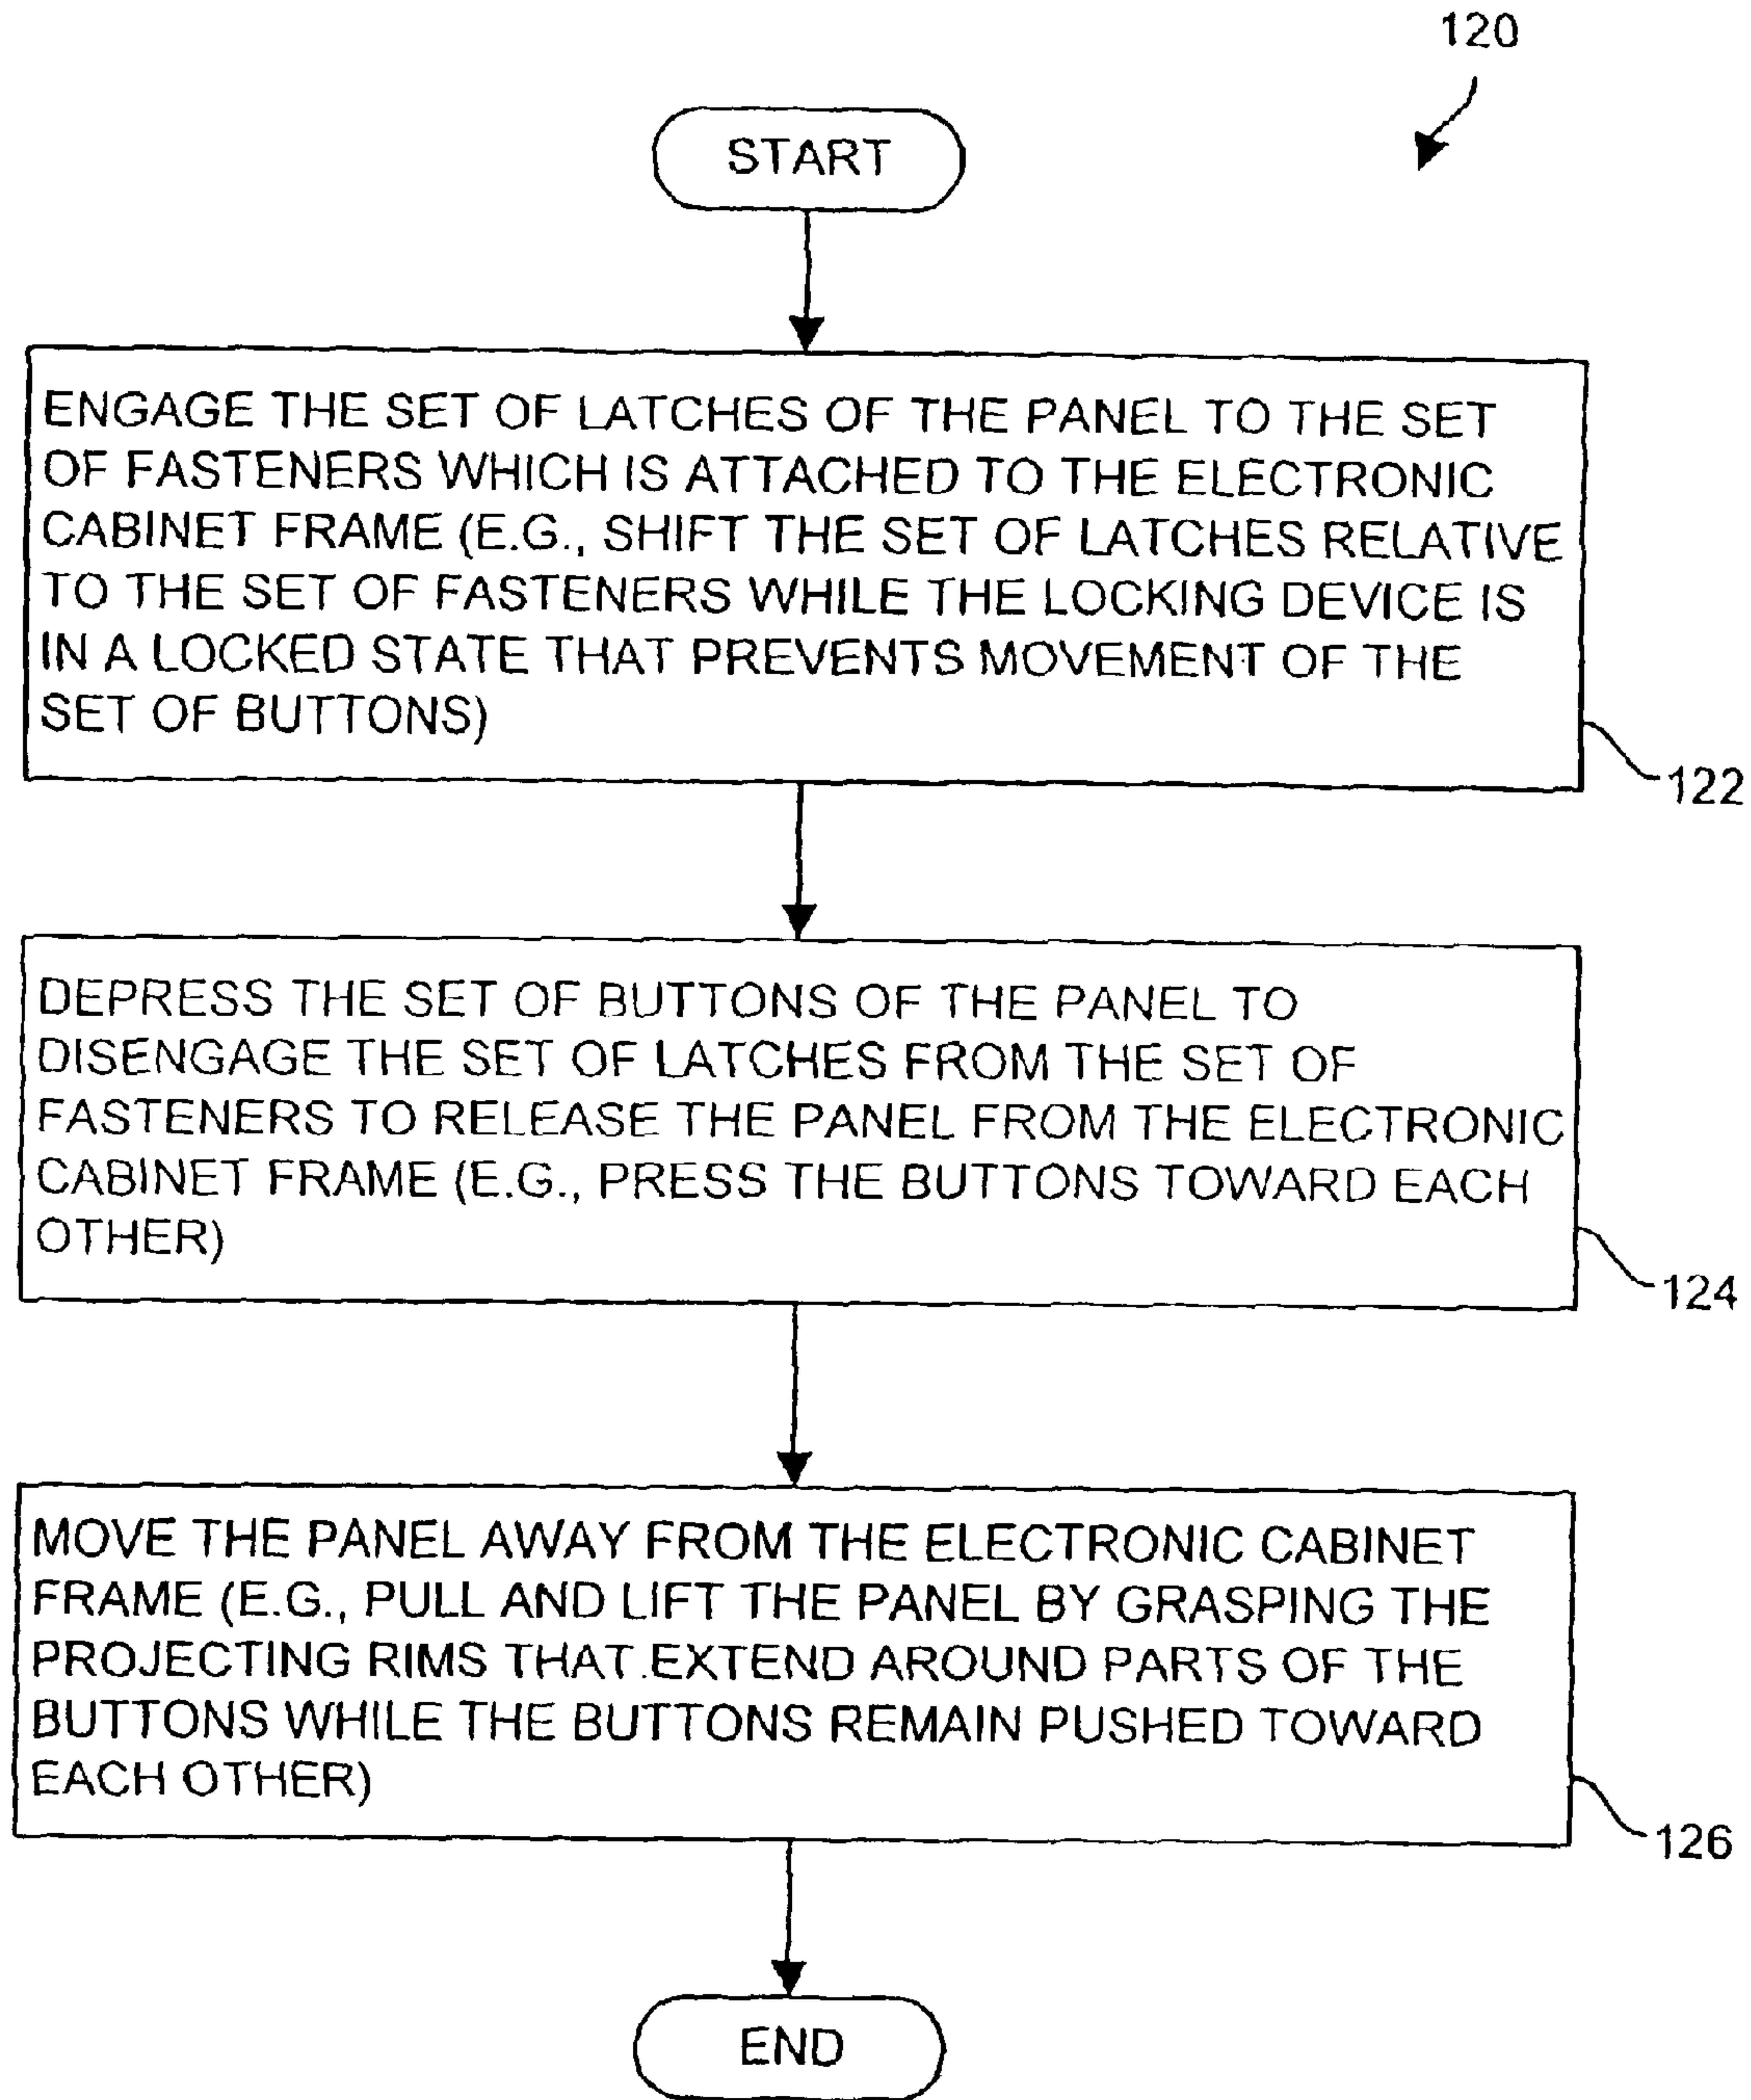 120
START
ENGAGE THE SET OF LATCHES OF THE PANEL TO THE SET
OF FASTENERS WHICH IS ATTACHED TO THE ELECTRONIC
CABINET FRAME (E.G., SHIFT THE SET OF LATCHES RELATIVE
TO THE SET OF FASTENERS WHILE THE LOCKING DEVICE IS
IN A LOCKED STATE THAT PREVENTS MOVEMENT OF THE
SET OF BUTTONS)
122
DEPRESS THE SET OF BUTTONS OF THE PANEL TO
DISENGAGE THE SET OF LATCHES FROM THE SET OF
FASTENERS TO RELEASE THE PANEL FROM THE ELECTRONIC
CABINET FRAME (E.G., PRESS THE BUTTONS TOWARD EACH
OTHER)
124
MOVE THE PANEL AWAY FROM THE ELECTRONIC CABINET
FRAME (E.G., PULL AND LIFT THE PANEL BY GRASPING THE
PROJECTING RIMS THAT EXTEND AROUND PARTS OF THE
BUTTONS WHILE THE BUTTONS REMAIN PUSHED TOWARD
EACH OTHER)
126
END